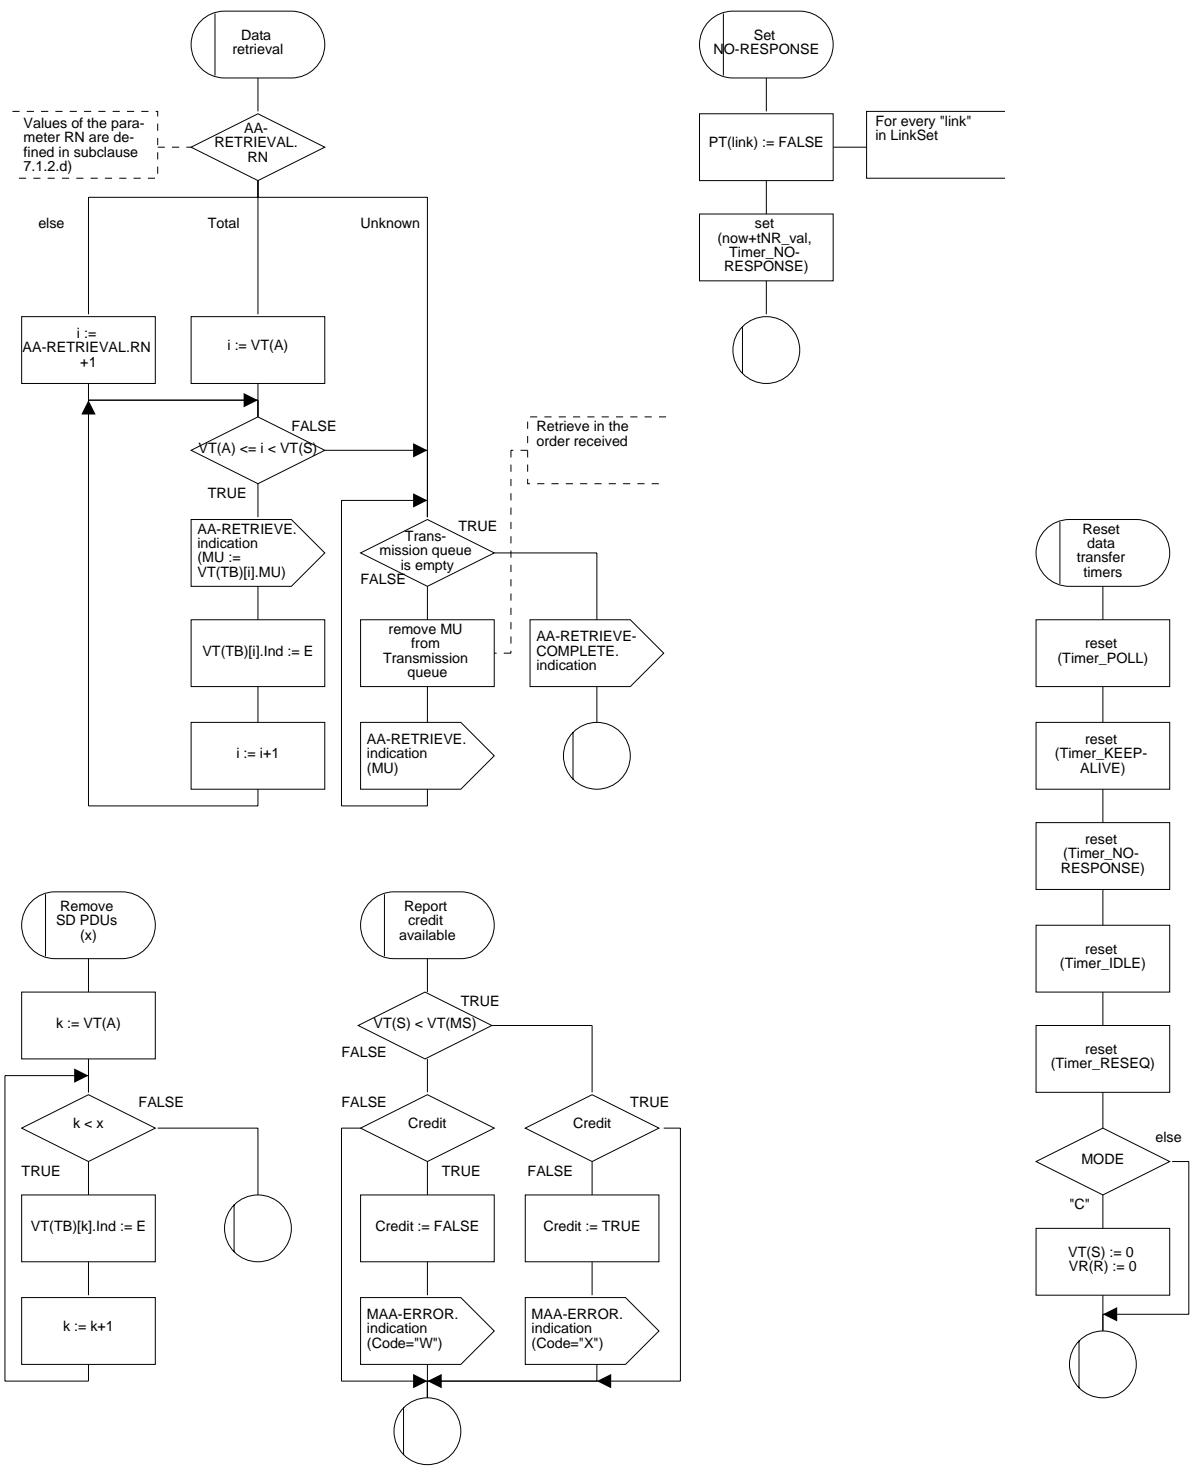 Data
retrieval
Values of the para-
meter RN are de-
fined in subclause
7.1.2.d)
AA-
RETRIEVAL.
RN
else
Total
Unknown
i :=
AA-RETRIEVAL.RN
+1
i := VT(A)
FALSE
VT(A) <= i < VT(S)
TRUE
Retrieve in the
order received
AA-RETRIEVE.
indication
(MU :=
VT(TB)[i].MU)
TRUE
Trans-
mission queue
is empty
FALSE
VT(TB)[i].Ind := E
remove MU
from
Transmission
queue
AA-RETRIEVE-
COMPLETE.
indication
i := i+1
AA-RETRIEVE.
indication
(MU)
Set
NO-RESPONSE
PT(link) := FALSE
For every "link"
in LinkSet
set
(now+tNR_val,
Timer_NO-
RESPONSE)
Reset
data
transfer
timers
reset
(Timer_POLL)
reset
(Timer_KEEP-
ALIVE)
reset
(Timer_NO-
RESPONSE)
reset
(Timer_IDLE)
reset
(Timer_RESEQ)
MODE
else
"C"
VT(S) := 0
VR(R) := 0
Remove
SD PDUs
(x)
k := VT(A)
FALSE
k < x
TRUE
VT(TB)[k].Ind := E
k := k+1
Report
credit
available
TRUE
VT(S) < VT(MS)
FALSE
FALSE
Credit
TRUE
Credit := FALSE
MAA-ERROR.
indication
(Code="W")
TRUE
Credit
FALSE
Credit := TRUE
MAA-ERROR.
indication
(Code="X")